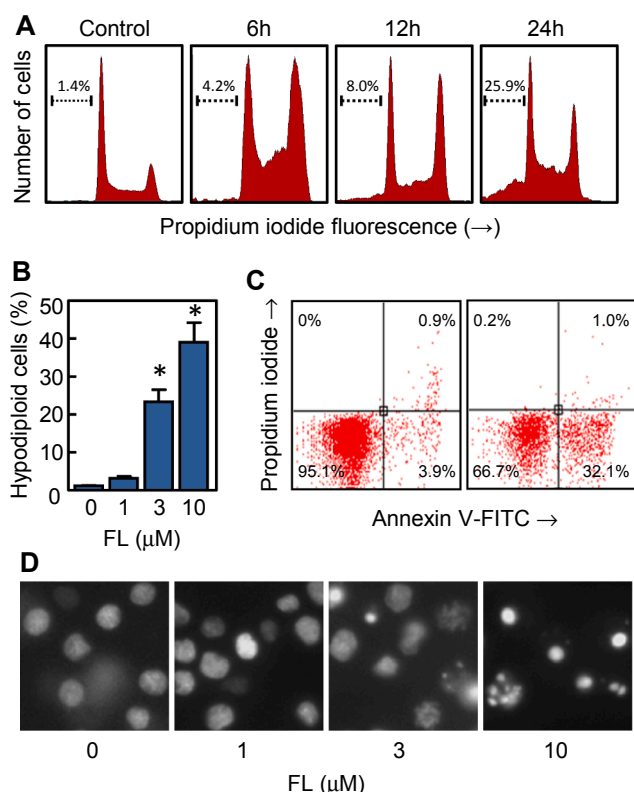 A
Control 6h 12h 24h
Number of cells
1.4% 4.2% 8.0% 25.9%
Propidium iodide fluorescence (→)
B
Hypodiploid cells (%)
50
40
30
20
10
0
* *
0 1 3 10
FL (μM)
C
Propidium iodide →
0% 0.9% 0.2% 1.0%
95.1% 3.9% 66.7% 32.1%
Annexin V-FITC →
D
0 1 3 10
FL (μM)